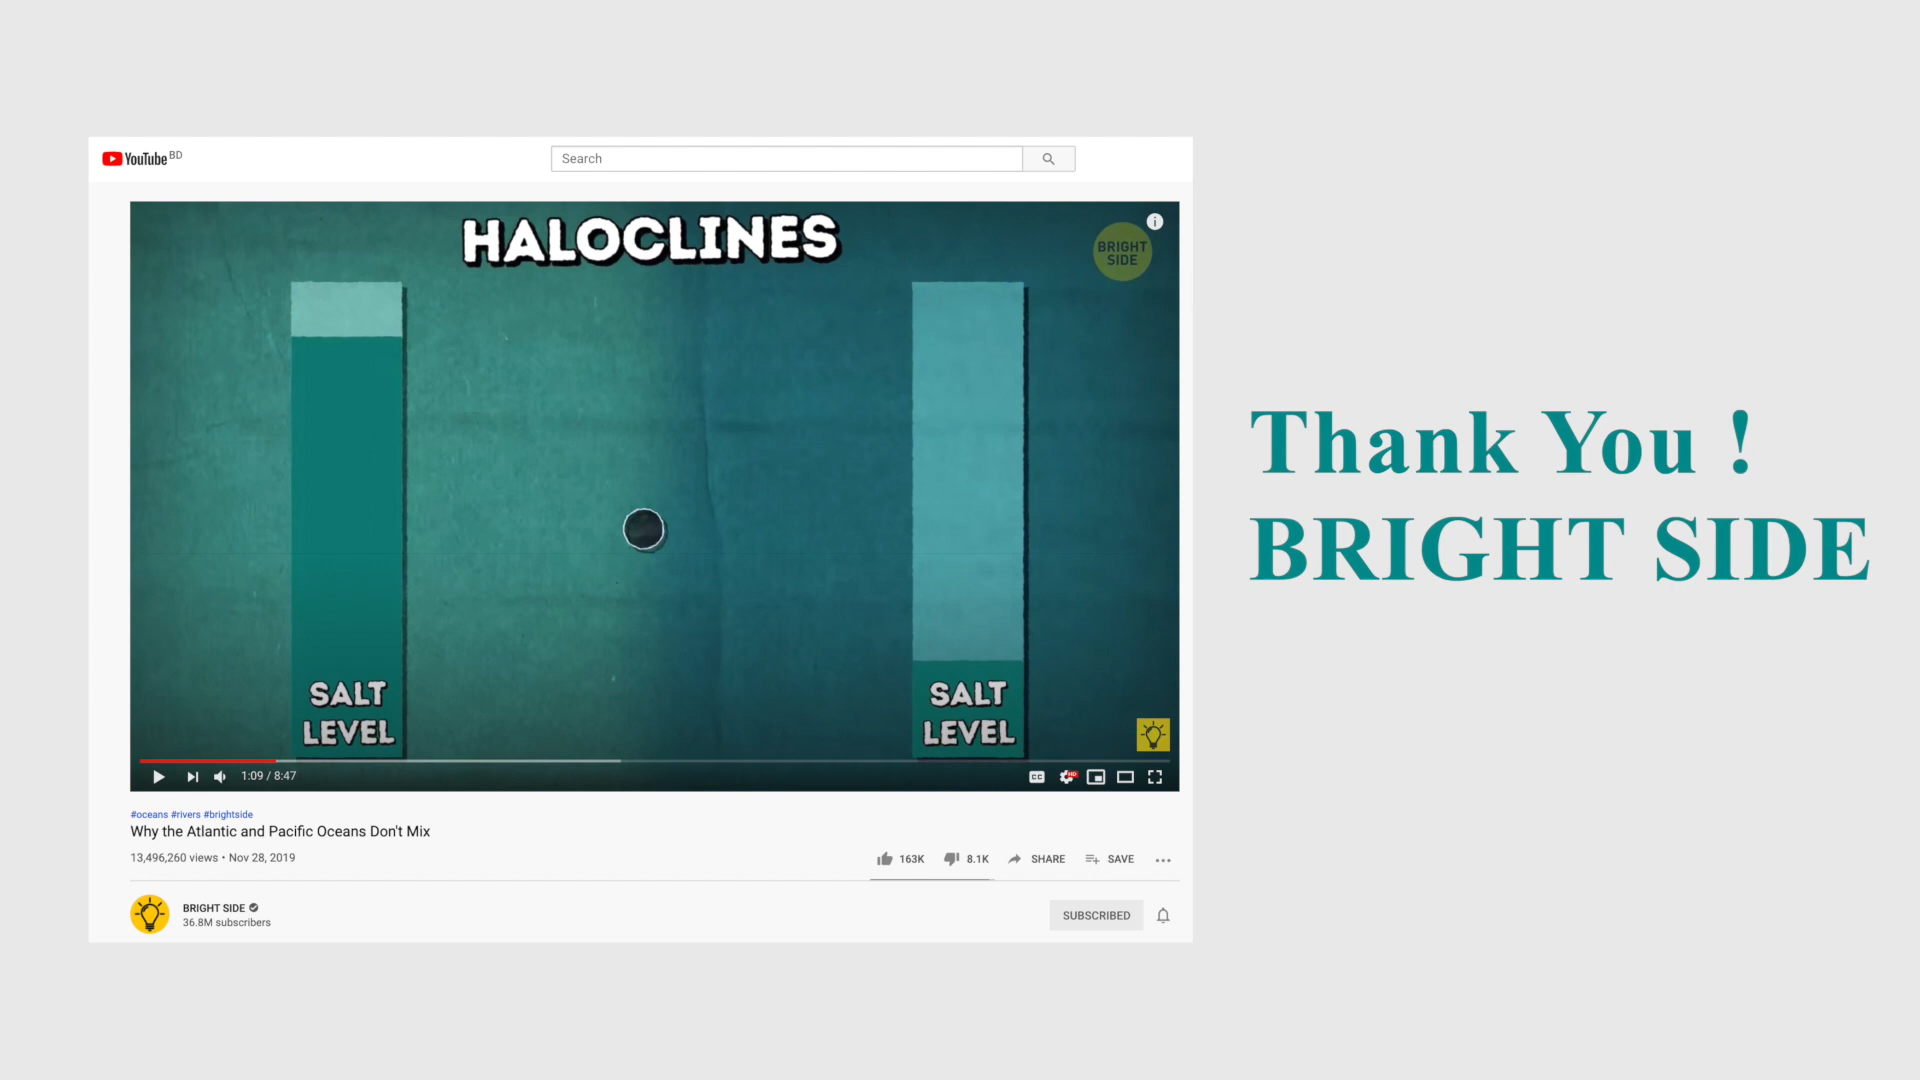 YouTube BD
Search
HALOCLINES
i
BRIGHT
SIDE
SALT
LEVEL
SALT
LEVEL
1:09 / 8:47
CC
HD
#oceans #rivers #brightside
Why the Atlantic and Pacific Oceans Don't Mix
13,496,260 views • Nov 28, 2019
163K 8.1K SHARE SAVE
BRIGHT SIDE
36.8M subscribers
SUBSCRIBED
Thank You !
BRIGHT SIDE